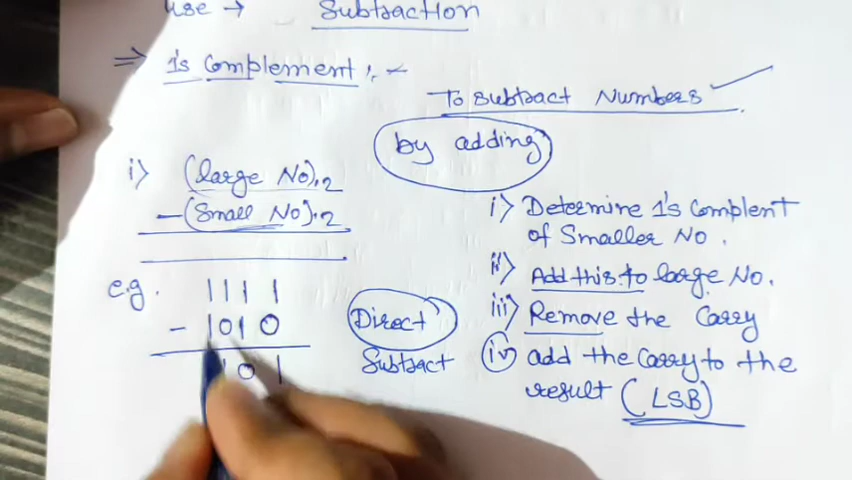 use → Subtraction
⇒ 1's Complement :-
To Subtract Numbers
by adding
i> (large No).2
- (Small No).2
e.g. 1111
- 1010
101
Direct
Subtract
i> Determine 1's Complent
of Smaller No.
ii> Add this to large No.
iii> Remove the Carry
iv) add the Carry to the
result (LSB)